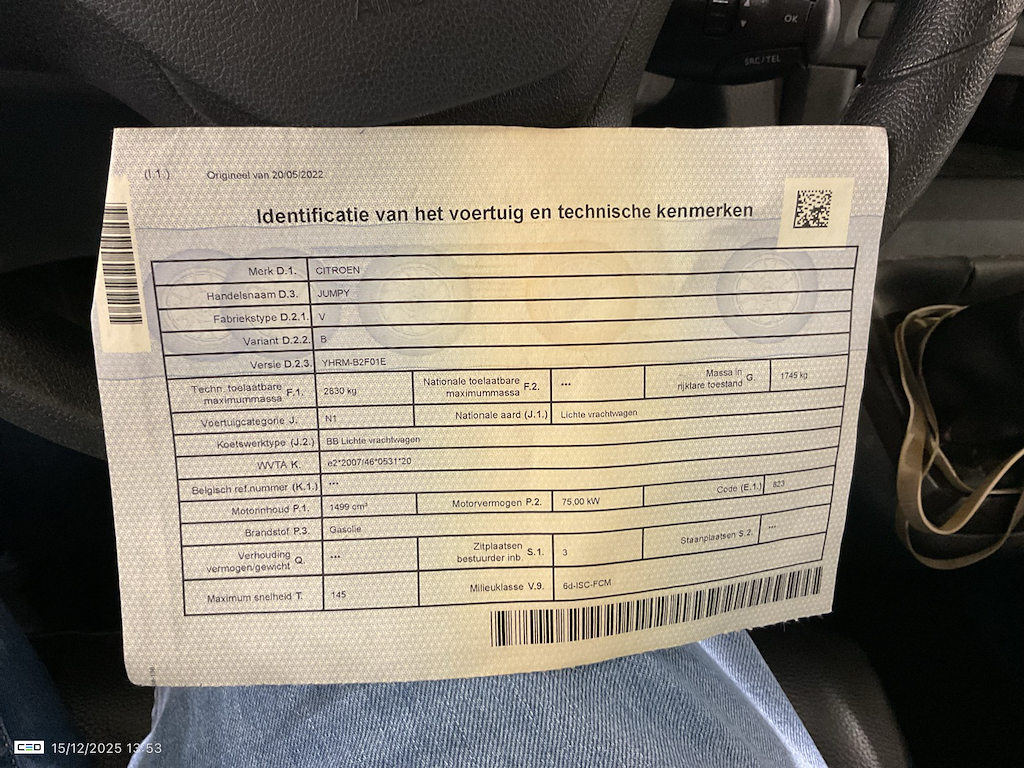 OK
SRC/TEL
(I.1.) Origineel van 20/05/2022
Identificatie van het voertuig en technische kenmerken
Merk D.1. CITROEN
Handelsnaam D.3. JUMPY
Fabriekstype D.2.1. V
Variant D.2.2. B
Versie D.2.3. YHRM-B2F01E
Techn. toelaatbare maximummassa F.1. 2830 kg Nationale toelaatbare maximummassa F.2. *** Massa in rijklare toestand G. 1745 kg
Voertuigcategorie J. N1 Nationale aard (J.1.) Lichte vrachtwagen
Koetswerktype (J.2.) BB Lichte vrachtwagen
WVTA K. e2*2007/46*0531*20
Belgisch ref.nummer (K.1.) ***
Motorinhoud P.1. 1499 cm³ Motorvermogen P.2. 75,00 kW Code (E.1.) 823
Brandstof P.3. Gasolie
Verhouding vermogen/gewicht Q. *** Zitplaatsen bestuurder inb. S.1. 3 Staanplaatsen S.2. ***
Maximum snelheid T. 145 Milieuklasse V.9. 6d-ISC-FCM
15/12/2025 13:53